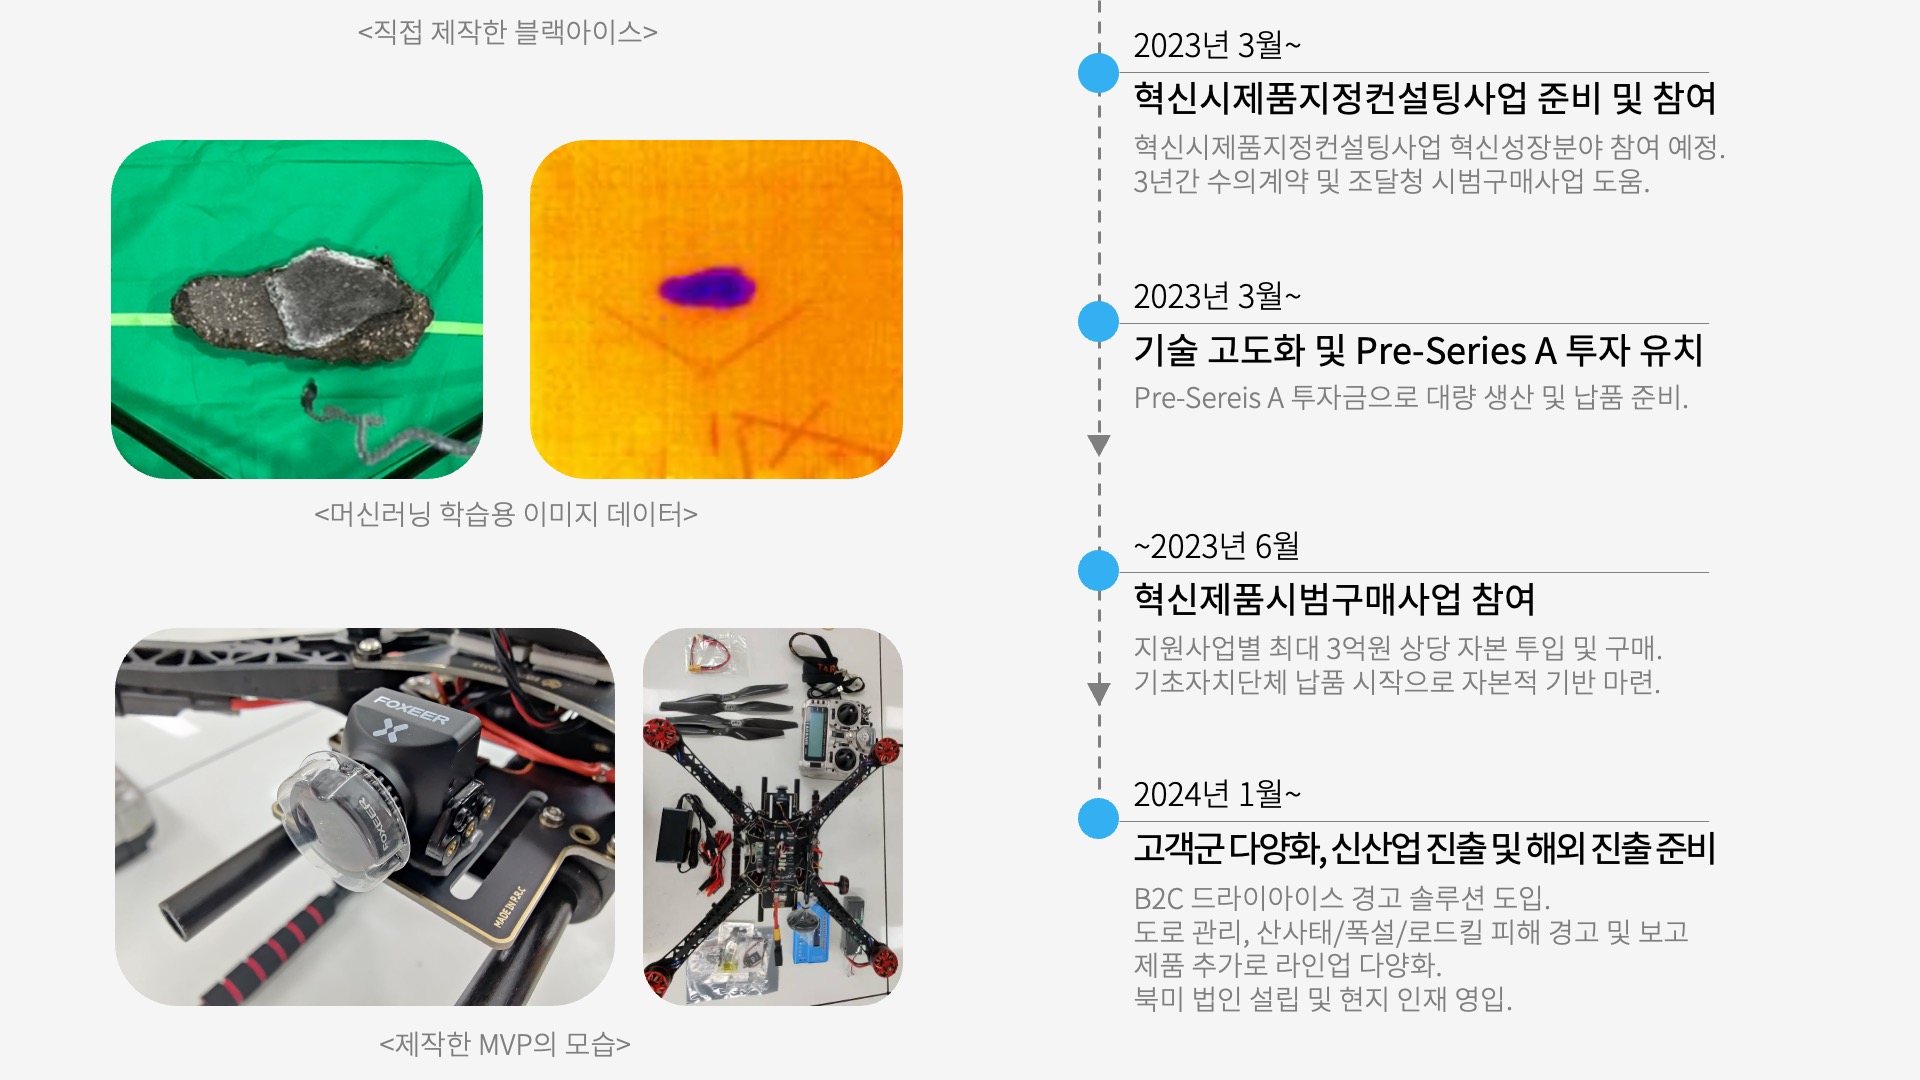 <직접 제작한 블랙아이스>
<머신러닝 학습용 이미지 데이터>
FOXEER
FOXEER
MADE IN P.R.C
<제작한 MVP의 모습>
2023년 3월~
혁신시제품지정컨설팅사업 준비 및 참여
혁신시제품지정컨설팅사업 혁신성장분야 참여 예정.
3년간 수의계약 및 조달청 시범구매사업 도움.
2023년 3월~
기술 고도화 및 Pre-Series A 투자 유치
Pre-Sereis A 투자금으로 대량 생산 및 납품 준비.
~2023년 6월
혁신제품시범구매사업 참여
지원사업별 최대 3억원 상당 자본 투입 및 구매.
기초자치단체 납품 시작으로 자본적 기반 마련.
2024년 1월~
고객군 다양화, 신산업 진출 및 해외 진출 준비
B2C 드라이아이스 경고 솔루션 도입.
도로 관리, 산사태/폭설/로드킬 피해 경고 및 보고
제품 추가로 라인업 다양화.
북미 법인 설립 및 현지 인재 영입.